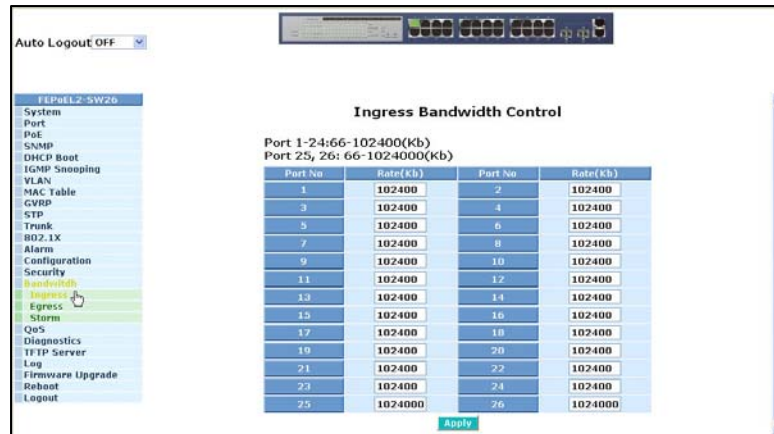 Auto Logout OFF
FEPoEL2-SW26
System
Port
PoE
SNMP
DHCP Boot
IGMP Snooping
VLAN
MAC Table
GVRP
STP
Trunk
802.1X
Alarm
Configuration
Security
Bandwitdh
Ingress
Egress
Storm
QoS
Diagnostics
TFTP Server
Log
Firmware Upgrade
Reboot
Logout
Ingress Bandwidth Control
Port 1-24:66-102400(Kb)
Port 25, 26: 66-1024000(Kb)
Port No Rate(Kb) Port No Rate(Kb)
1 102400 2 102400
3 102400 4 102400
5 102400 6 102400
7 102400 8 102400
9 102400 10 102400
11 102400 12 102400
13 102400 14 102400
15 102400 16 102400
17 102400 18 102400
19 102400 20 102400
21 102400 22 102400
23 102400 24 102400
25 1024000 26 1024000
Apply